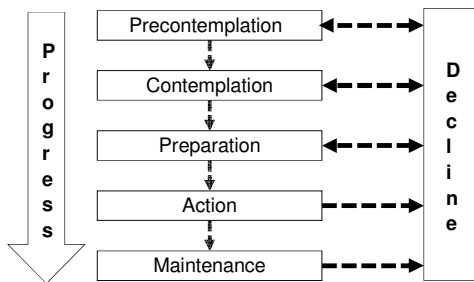 Progress
Precontemplation
Contemplation
Preparation
Action
Maintenance
Decline